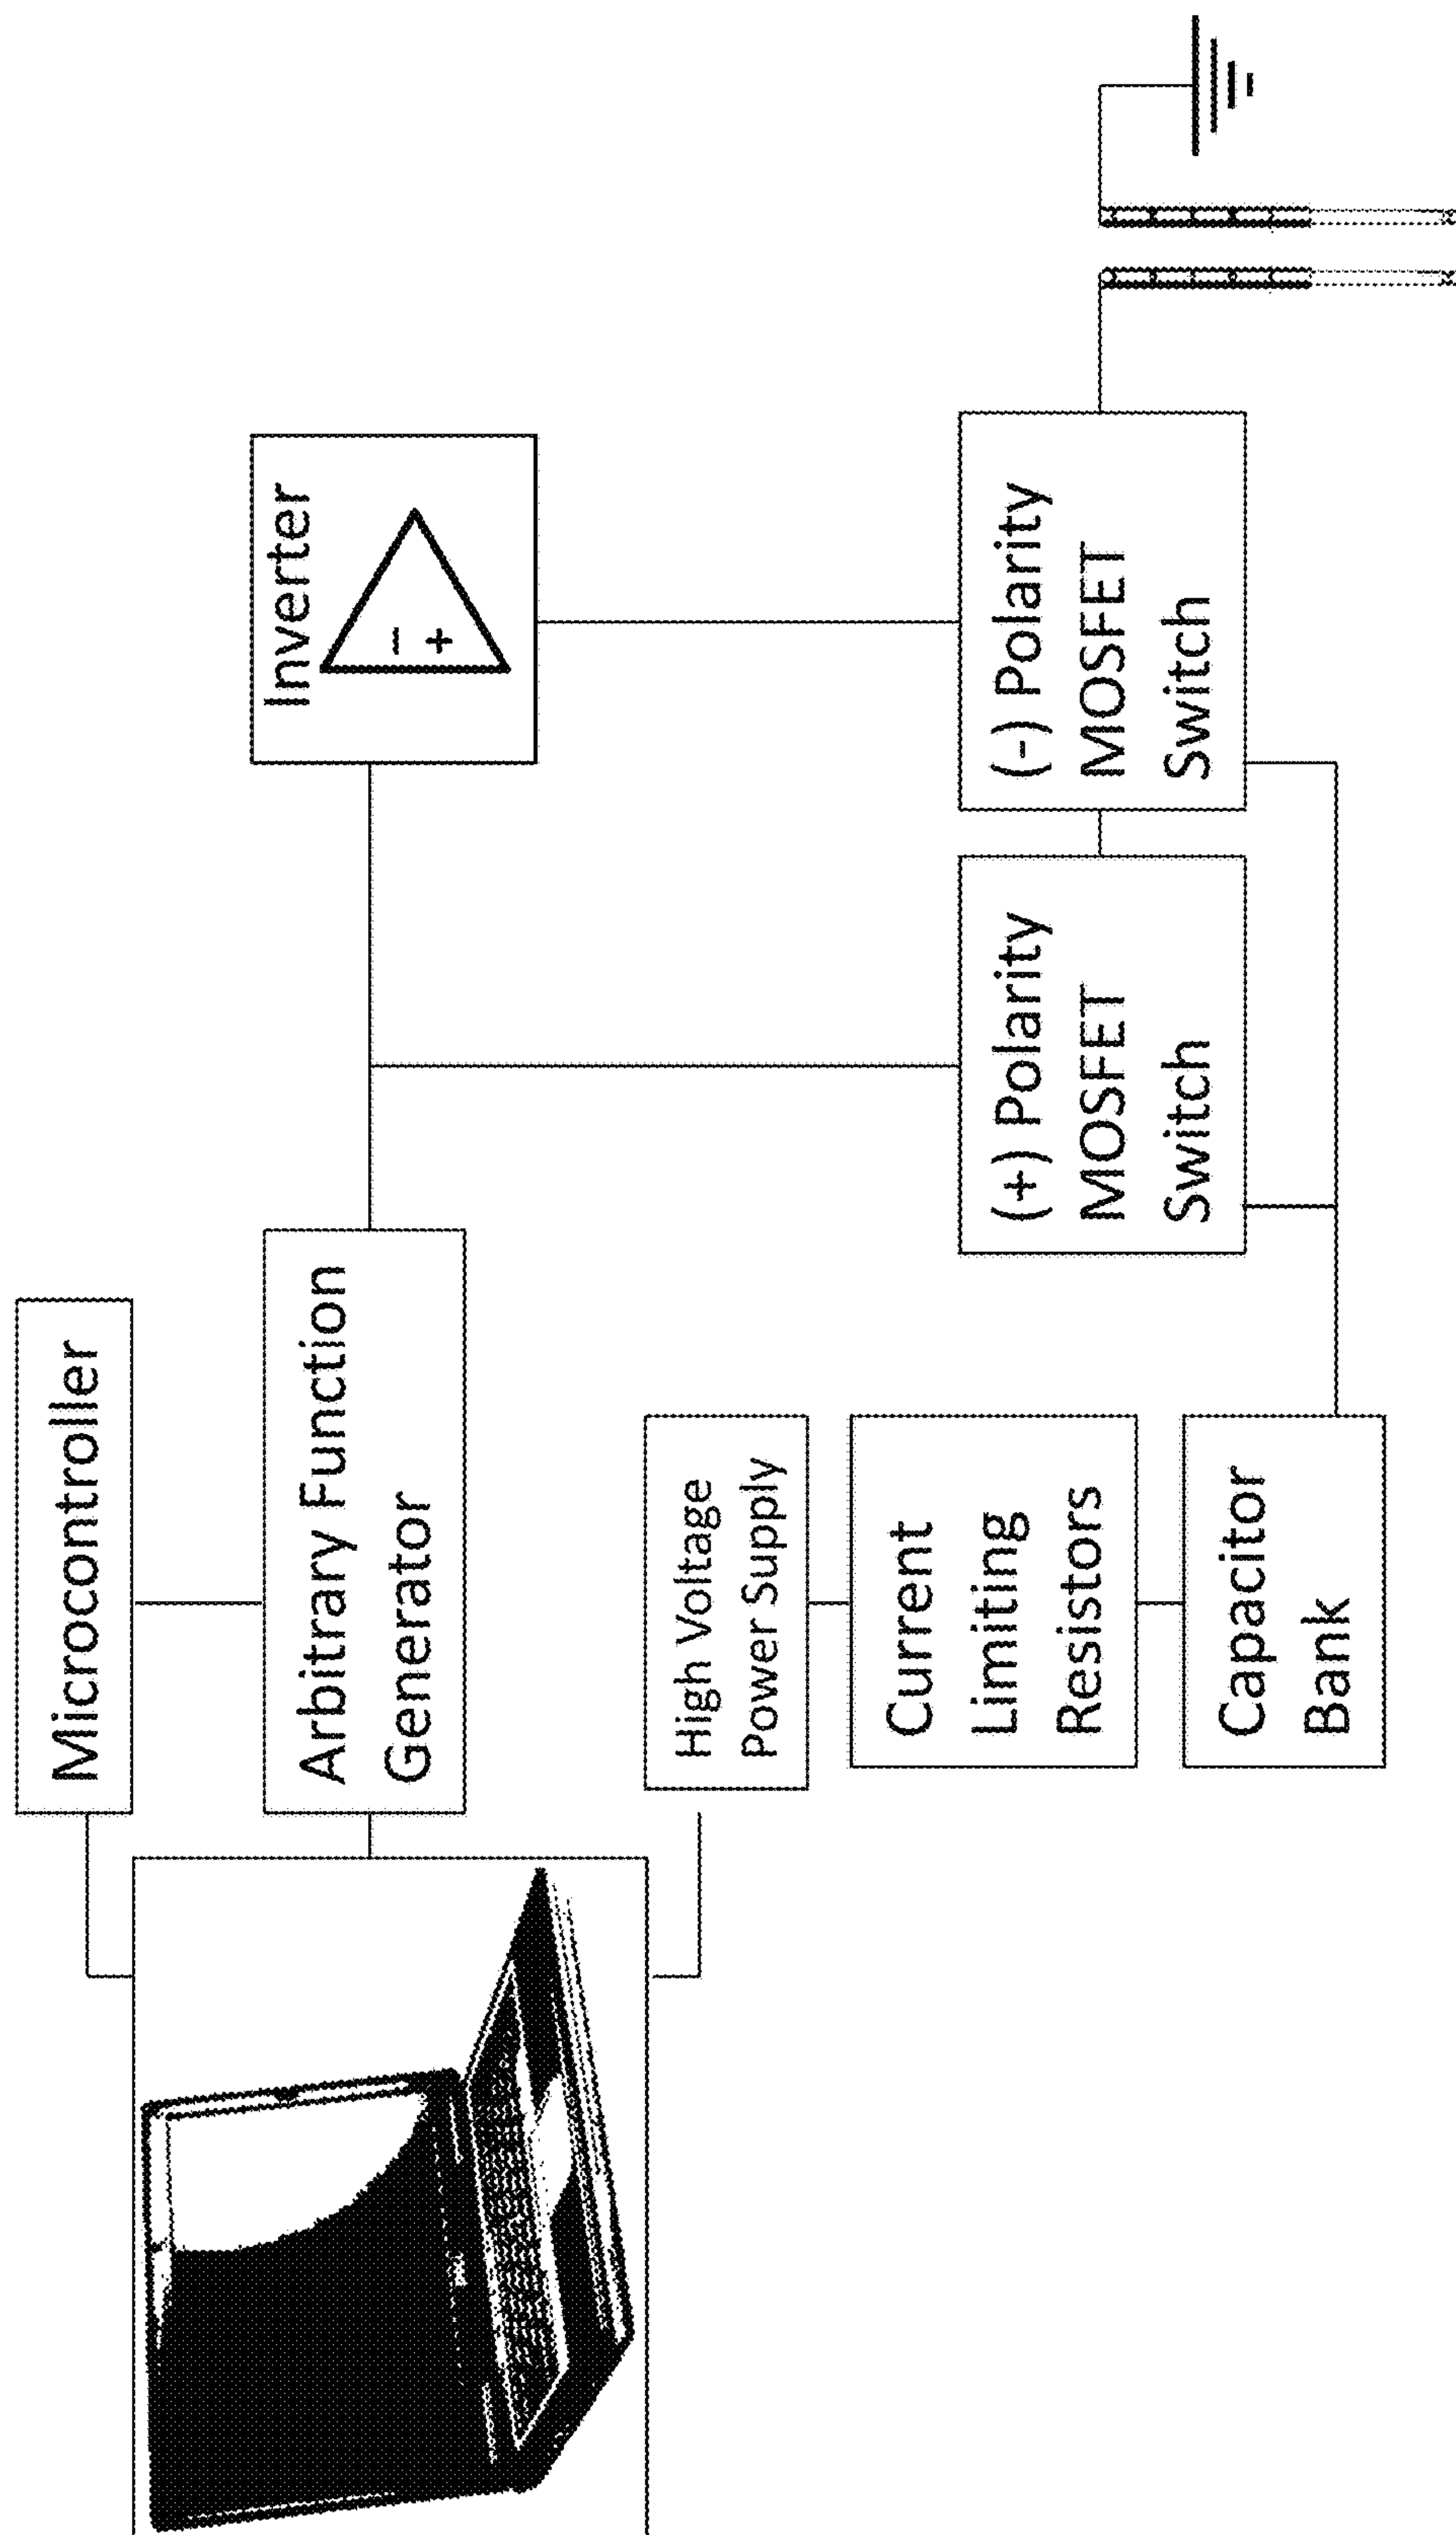 Microcontroller
Arbitrary Function
Generator
Inverter
−
+
High Voltage
Power Supply
Current
Limiting
Resistors
Capacitor
Bank
(+) Polarity
MOSFET
Switch
(-) Polarity
MOSFET
Switch